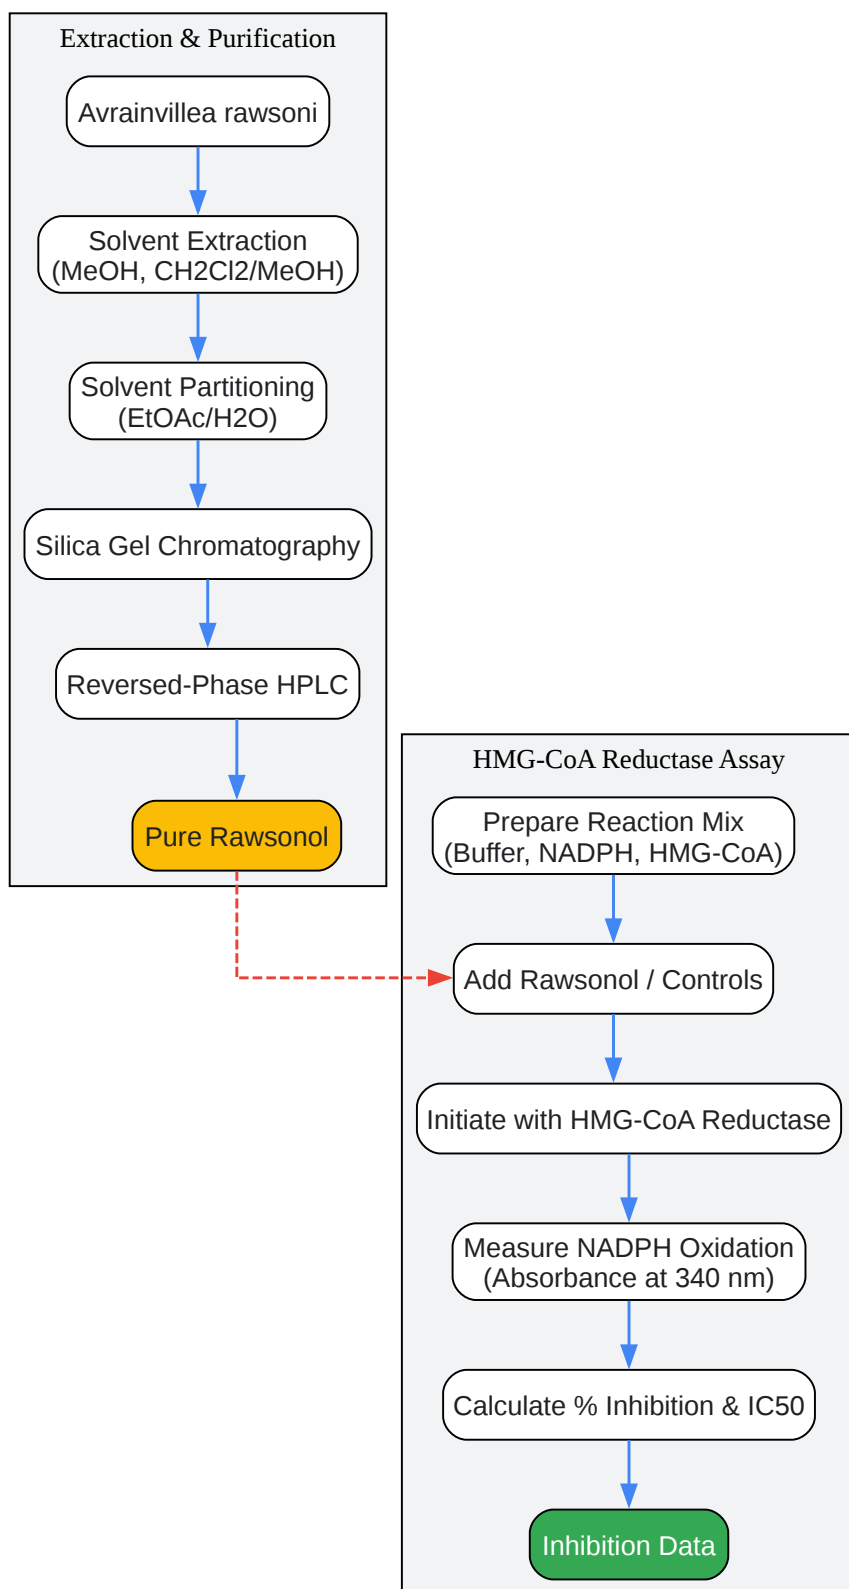 Extraction & Purification
Avrainvillea rawsoni
Solvent Extraction
(MeOH, CH2Cl2/MeOH)
Solvent Partitioning
(EtOAc/H2O)
Silica Gel Chromatography
Reversed-Phase HPLC
Pure Rawsonol
HMG-CoA Reductase Assay
Prepare Reaction Mix
(Buffer, NADPH, HMG-CoA)
Add Rawsonol / Controls
Initiate with HMG-CoA Reductase
Measure NADPH Oxidation
(Absorbance at 340 nm)
Calculate % Inhibition & IC50
Inhibition Data